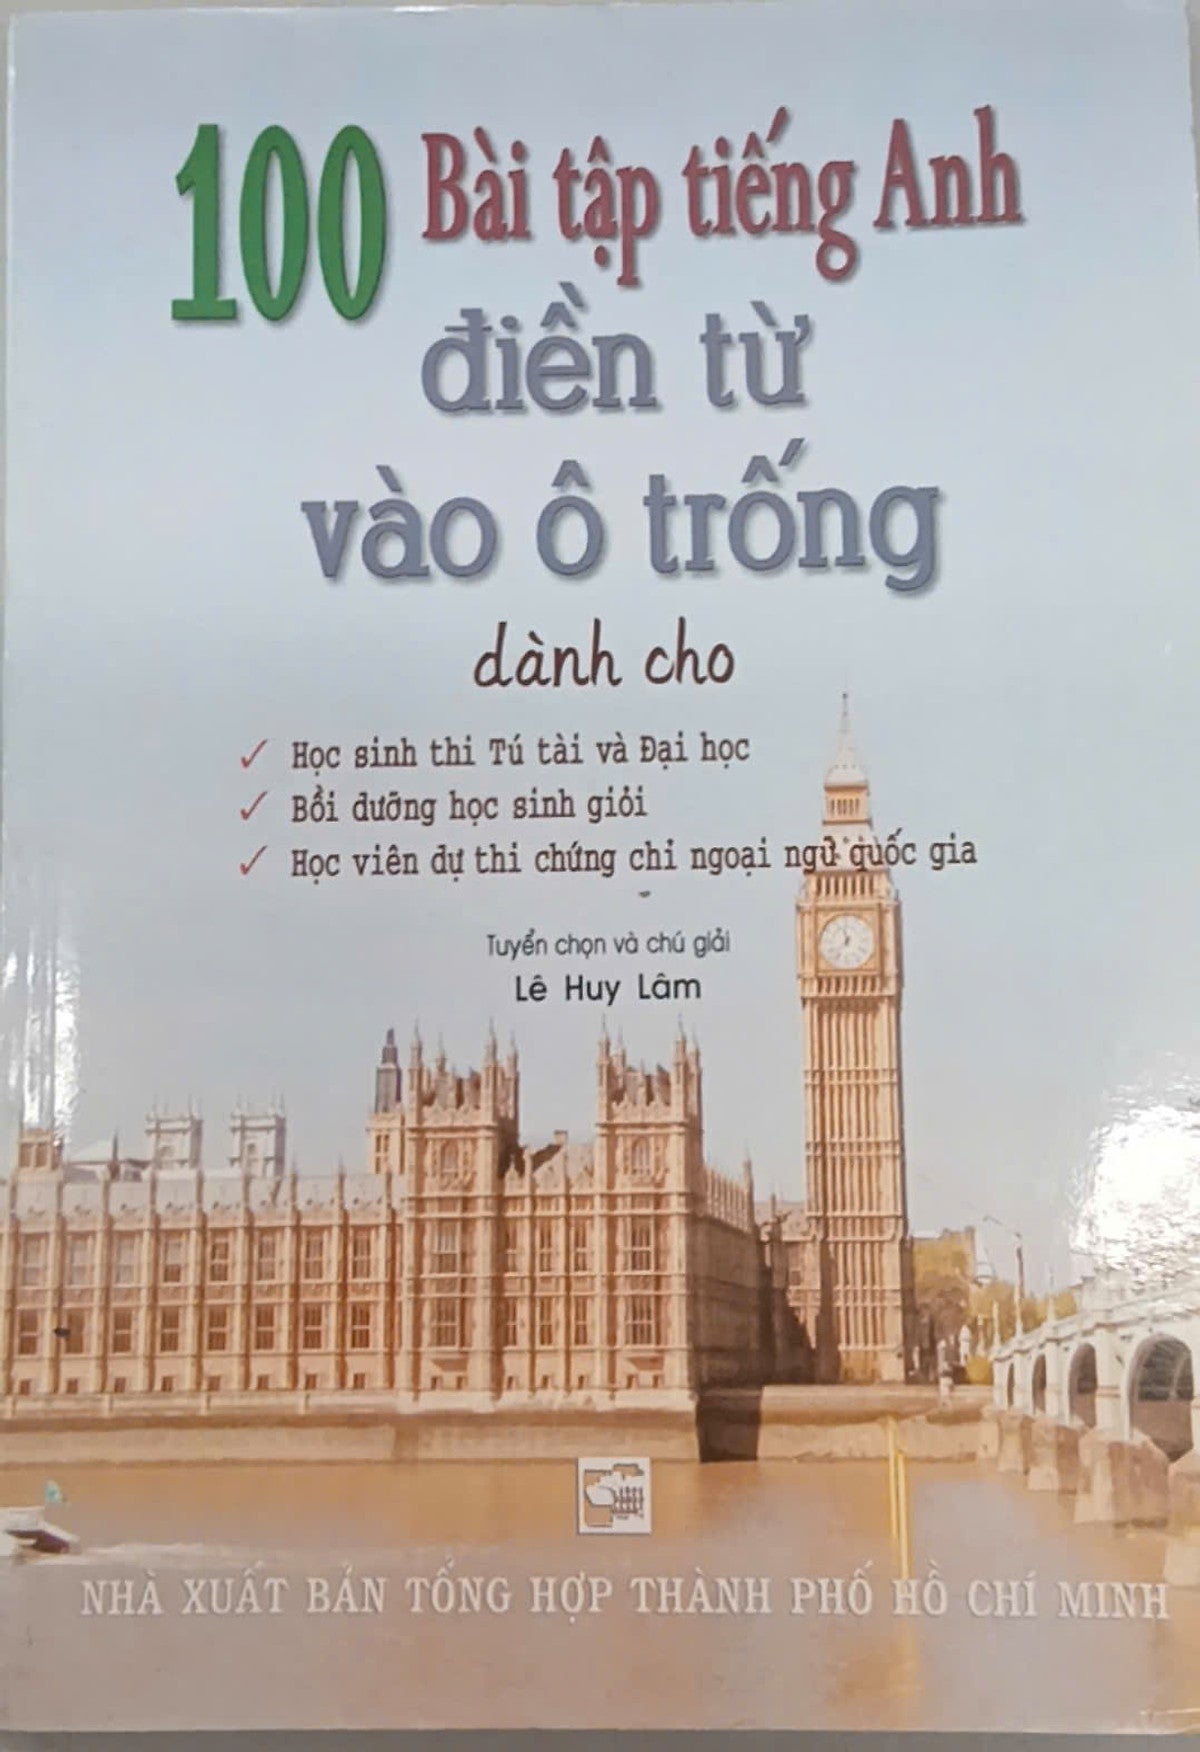 100 Bài tập tiếng Anh
điền từ
vào ô trống
dành cho
✓ Học sinh thi Tú tài và Đại học
✓ Bồi dưỡng học sinh giỏi
✓ Học viên dự thi chứng chỉ ngoại ngữ quốc gia
Tuyển chọn và chú giải
Lê Huy Lâm
NHÀ XUẤT BẢN TỔNG HỢP THÀNH PHỐ HỒ CHÍ MINH